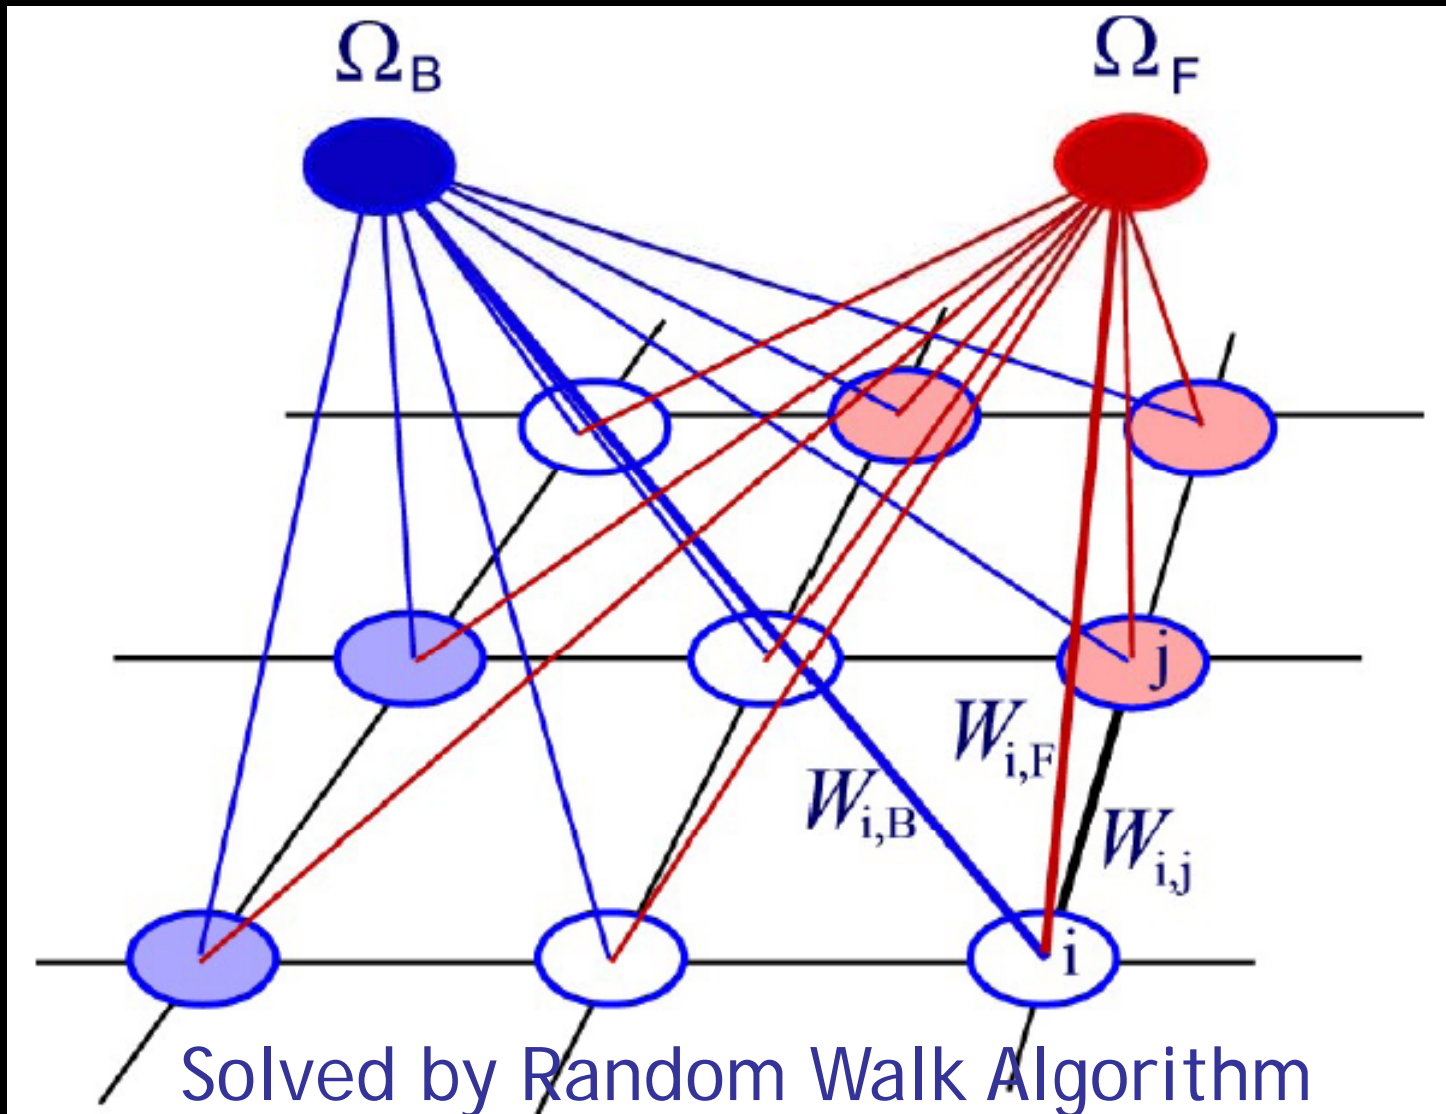 Ω_B Ω_F
j
W_i,F
W_i,B W_i,j
i
Solved by Random Walk Algorithm